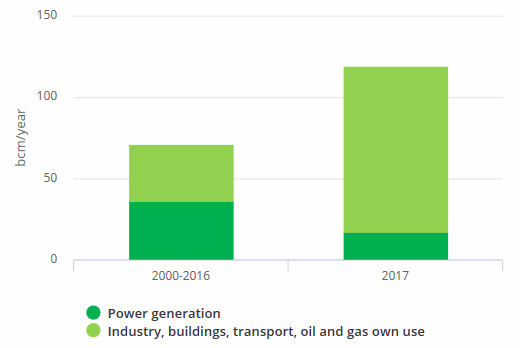 150
100
50
0
bcm/year
2000-2016 2017
Power generation
Industry, buildings, transport, oil and gas own use